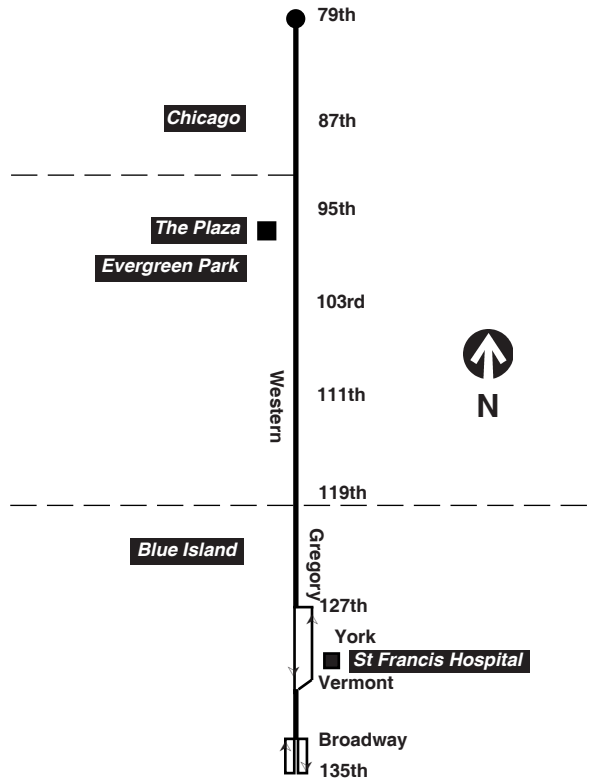 79th
Chicago
87th
95th
The Plaza
Evergreen Park
103rd
Western
111th
N
119th
Blue Island
Gregory
127th
York
St Francis Hospital
Vermont
Broadway
135th